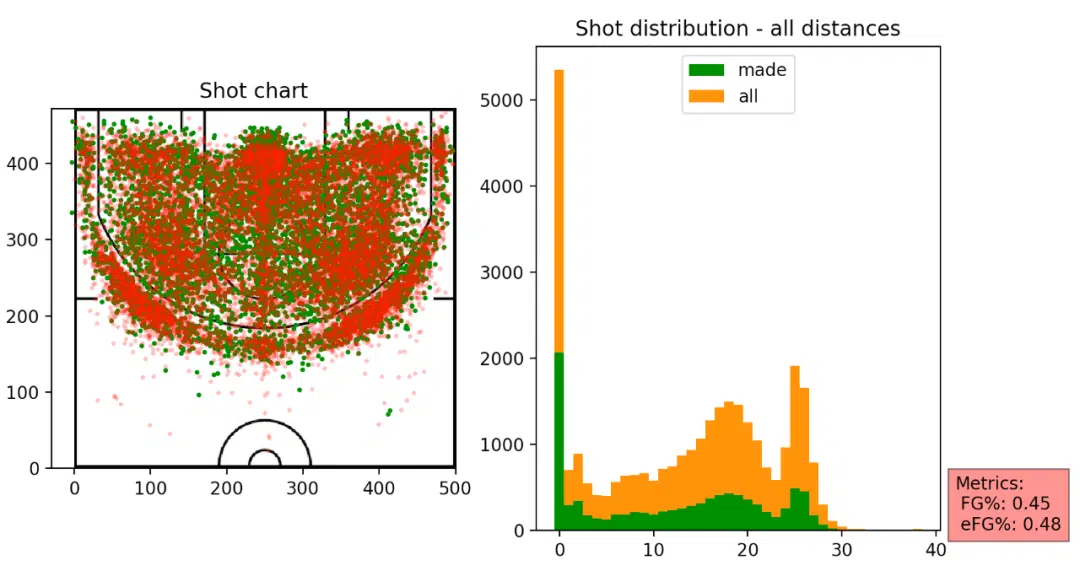 Shot chart
400
300
200
100
0
0 100 200 300 400 500
Shot distribution - all distances
made
all
5000
4000
3000
2000
1000
0
0 10 20 30 40
Metrics:
FG%: 0.45
eFG%: 0.48